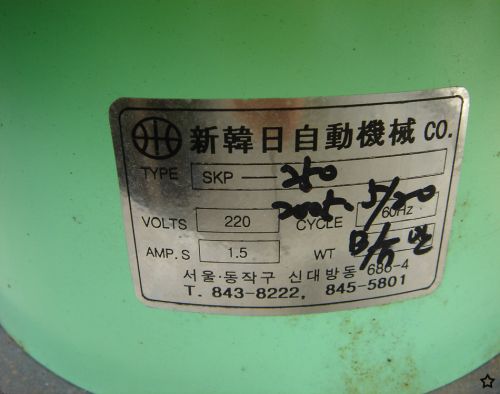 新韓日自動機械 CO.
TYPE SKP— 250
VOLTS 220 CYCLE 60Hz
2005- 5/20
AMP.S 1.5 WT
서울·동작구 신대방동 686-4
T. 843-8222, 845-5801